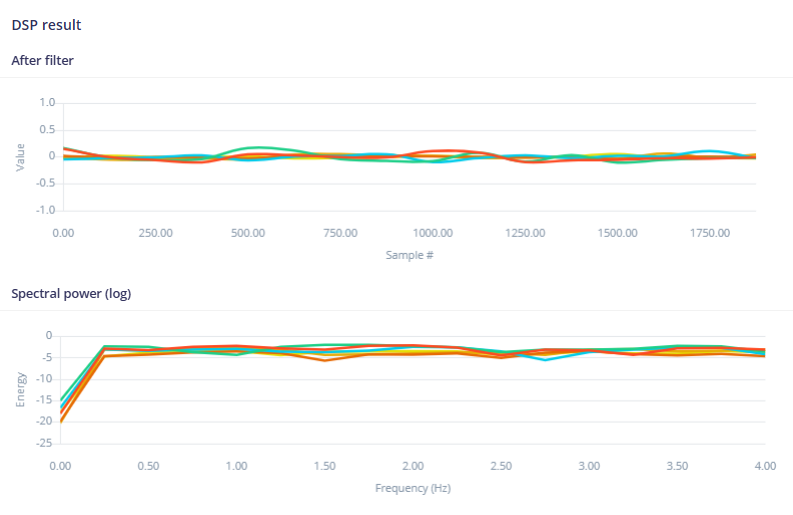 DSP result
After filter
1.0
0.5
0
-0.5
-1.0
Value
0.00 250.00 500.00 750.00 1000.00 1250.00 1500.00 1750.00
Sample #
Spectral power (log)
0
-5
-10
-15
-20
-25
Energy
0.00 0.50 1.00 1.50 2.00 2.50 3.00 3.50 4.00
Frequency (Hz)